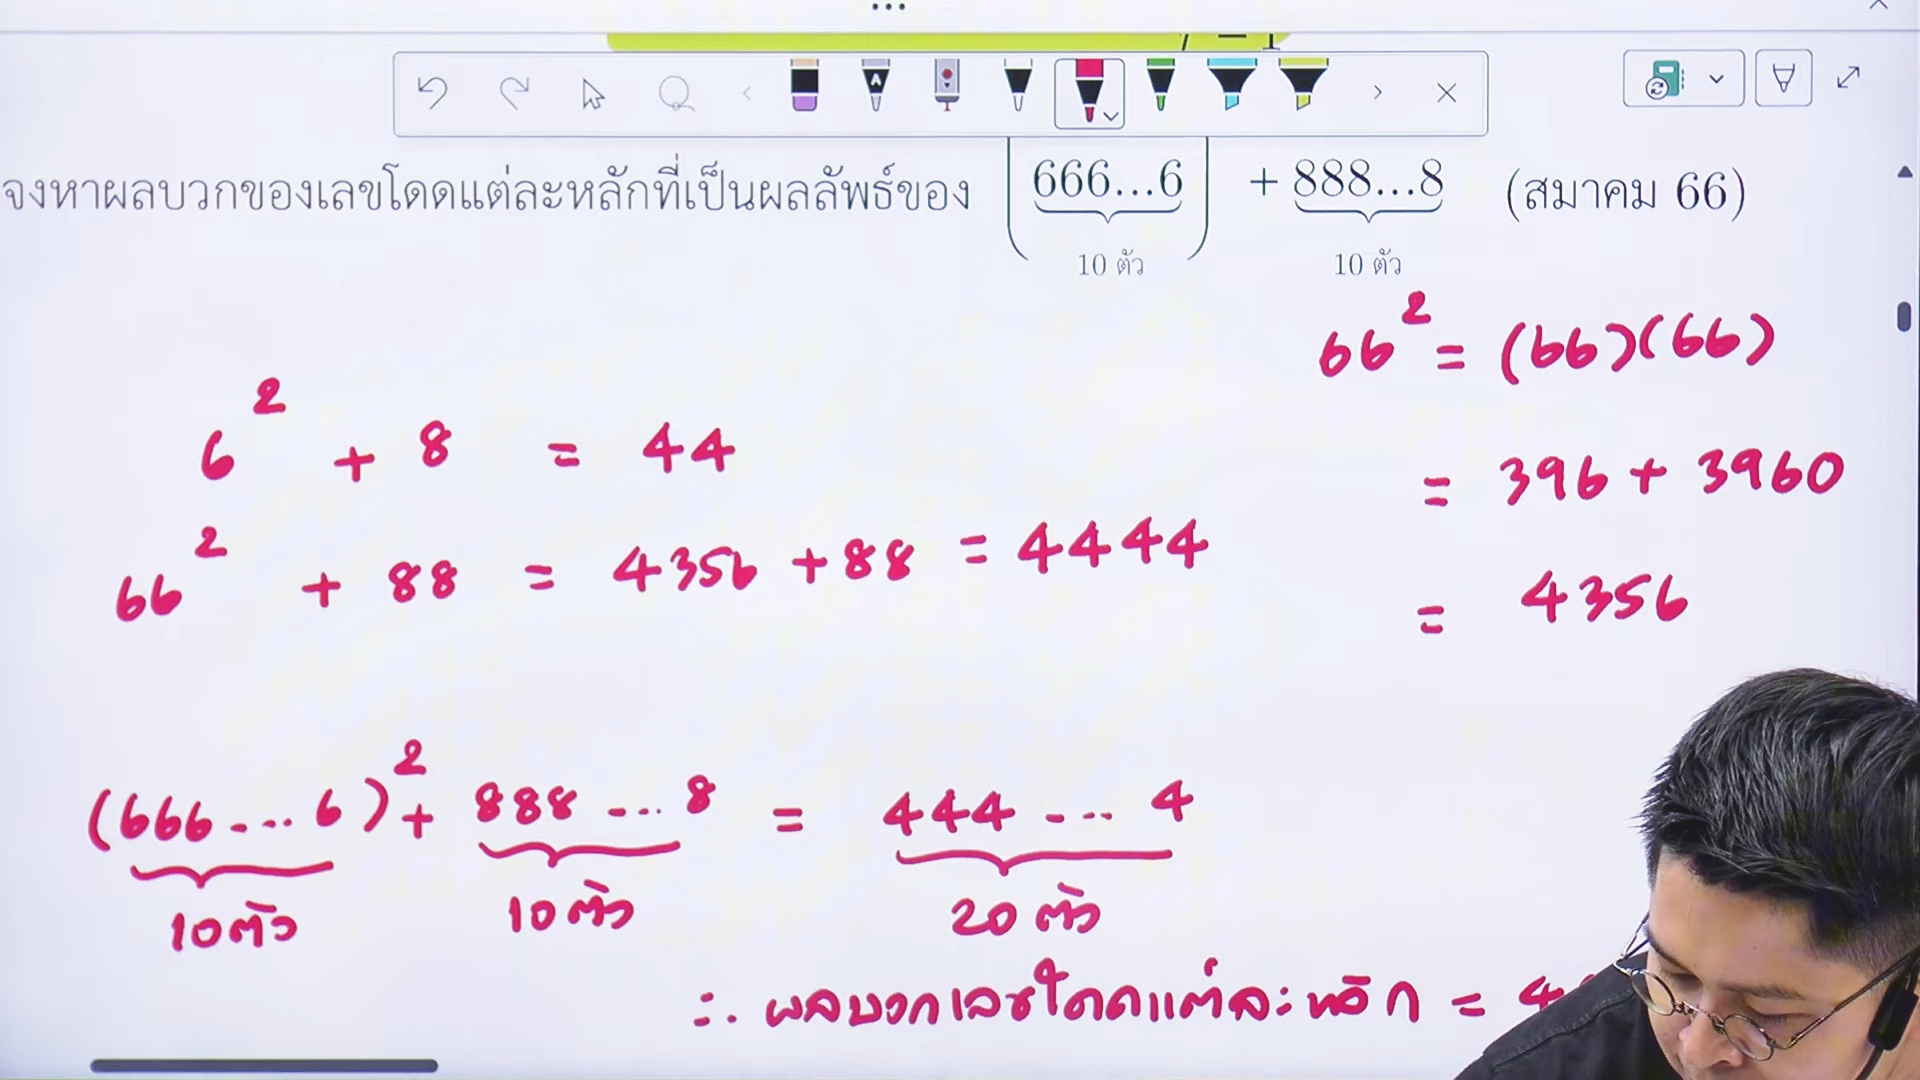 จงหาผลบวกของเลขโดดแต่ละหลักที่เป็นผลลัพธ์ของ (666...6) + 888...8 (สมาคม 66)
10 ตัว 10 ตัว
66² = (66)(66)
= 396 + 3960
= 4356
6² + 8 = 44
66² + 88 = 4356 + 88 = 4444
(666...6)² + 888...8 = 444...4
10 ตัว 10 ตัว 20 ตัว
∴ ผลบวกเลขโดดแต่ละหลัก = 4